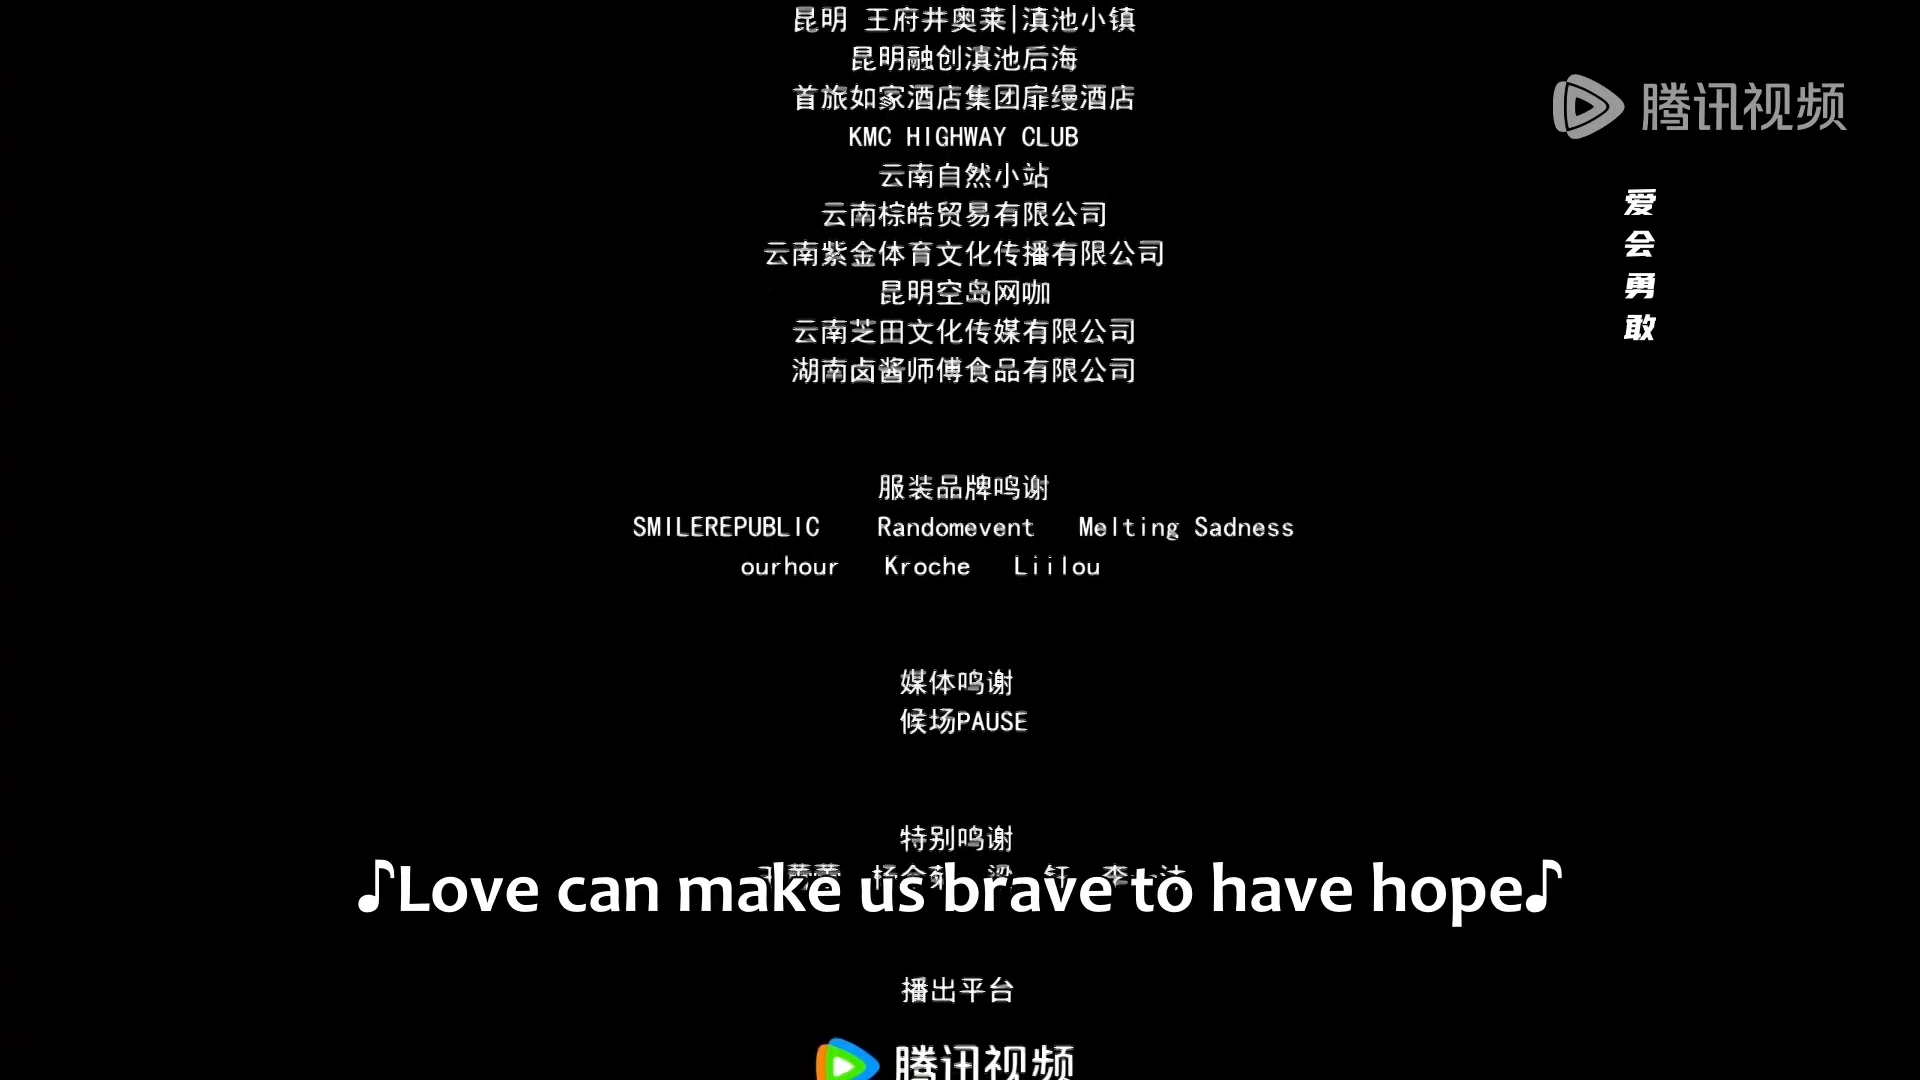 昆明 王府井奥莱|滇池小镇
昆明融创滇池后海
首旅如家酒店集团扉缦酒店
KMC HIGHWAY CLUB
云南自然小站
云南棕皓贸易有限公司
云南紫金体育文化传播有限公司
昆明空岛网咖
云南芝田文化传媒有限公司
湖南卤酱师傅食品有限公司
腾讯视频
爱会勇敢
服装品牌鸣谢
SMILEREPUBLIC Randomevent Melting Sadness
ourhour Kroche Liilou
媒体鸣谢
候场PAUSE
特别鸣谢
♪Love can make us brave to have hope♪
播出平台
腾讯视频